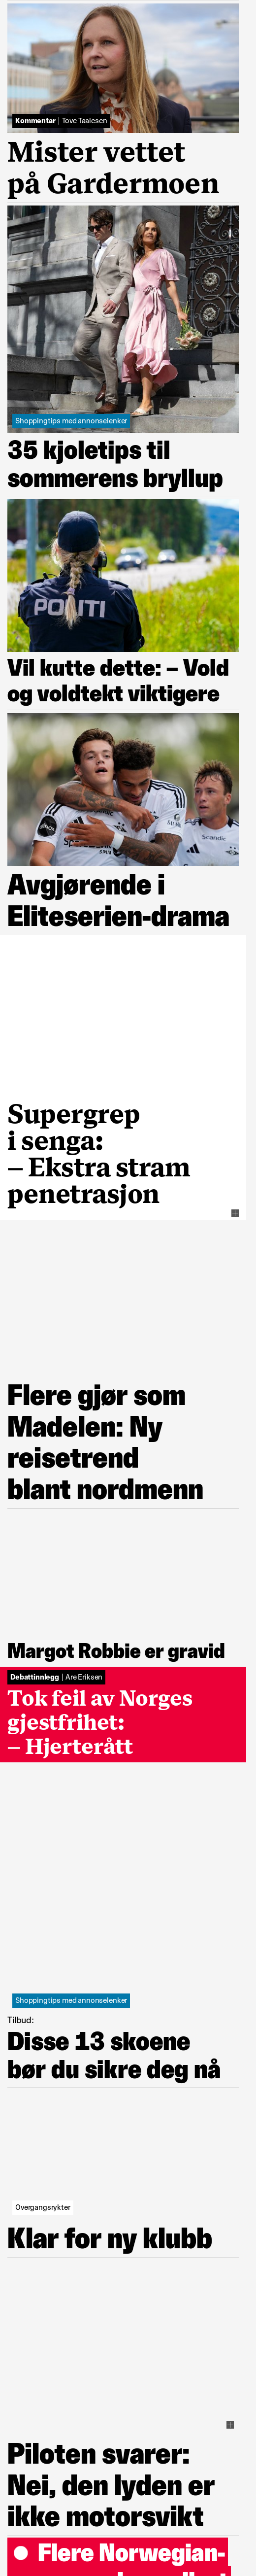 Kommentar | Tove Taalesen
Mister vettet
på Gardermoen
Shoppingtips med annonselenker
35 kjoletips til
sommerens bryllup
POLITI
Vil kutte dette: – Vold
og voldtekt viktigere
Scandic
Avgjørende i
Eliteserien-drama
Supergrep
i senga:
– Ekstra stram
penetrasjon
Flere gjør som
Madelen: Ny
reisetrend
blant nordmenn
Margot Robbie er gravid
Debattinnlegg | Are Eriksen
Tok feil av Norges
gjestfrihet:
– Hjerterått
Shoppingtips med annonselenker
Tilbud:
Disse 13 skoene
bør du sikre deg nå
Overgangsrykter
Klar for ny klubb
Piloten svarer:
Nei, den lyden er
ikke motorsvikt
Flere Norwegian-